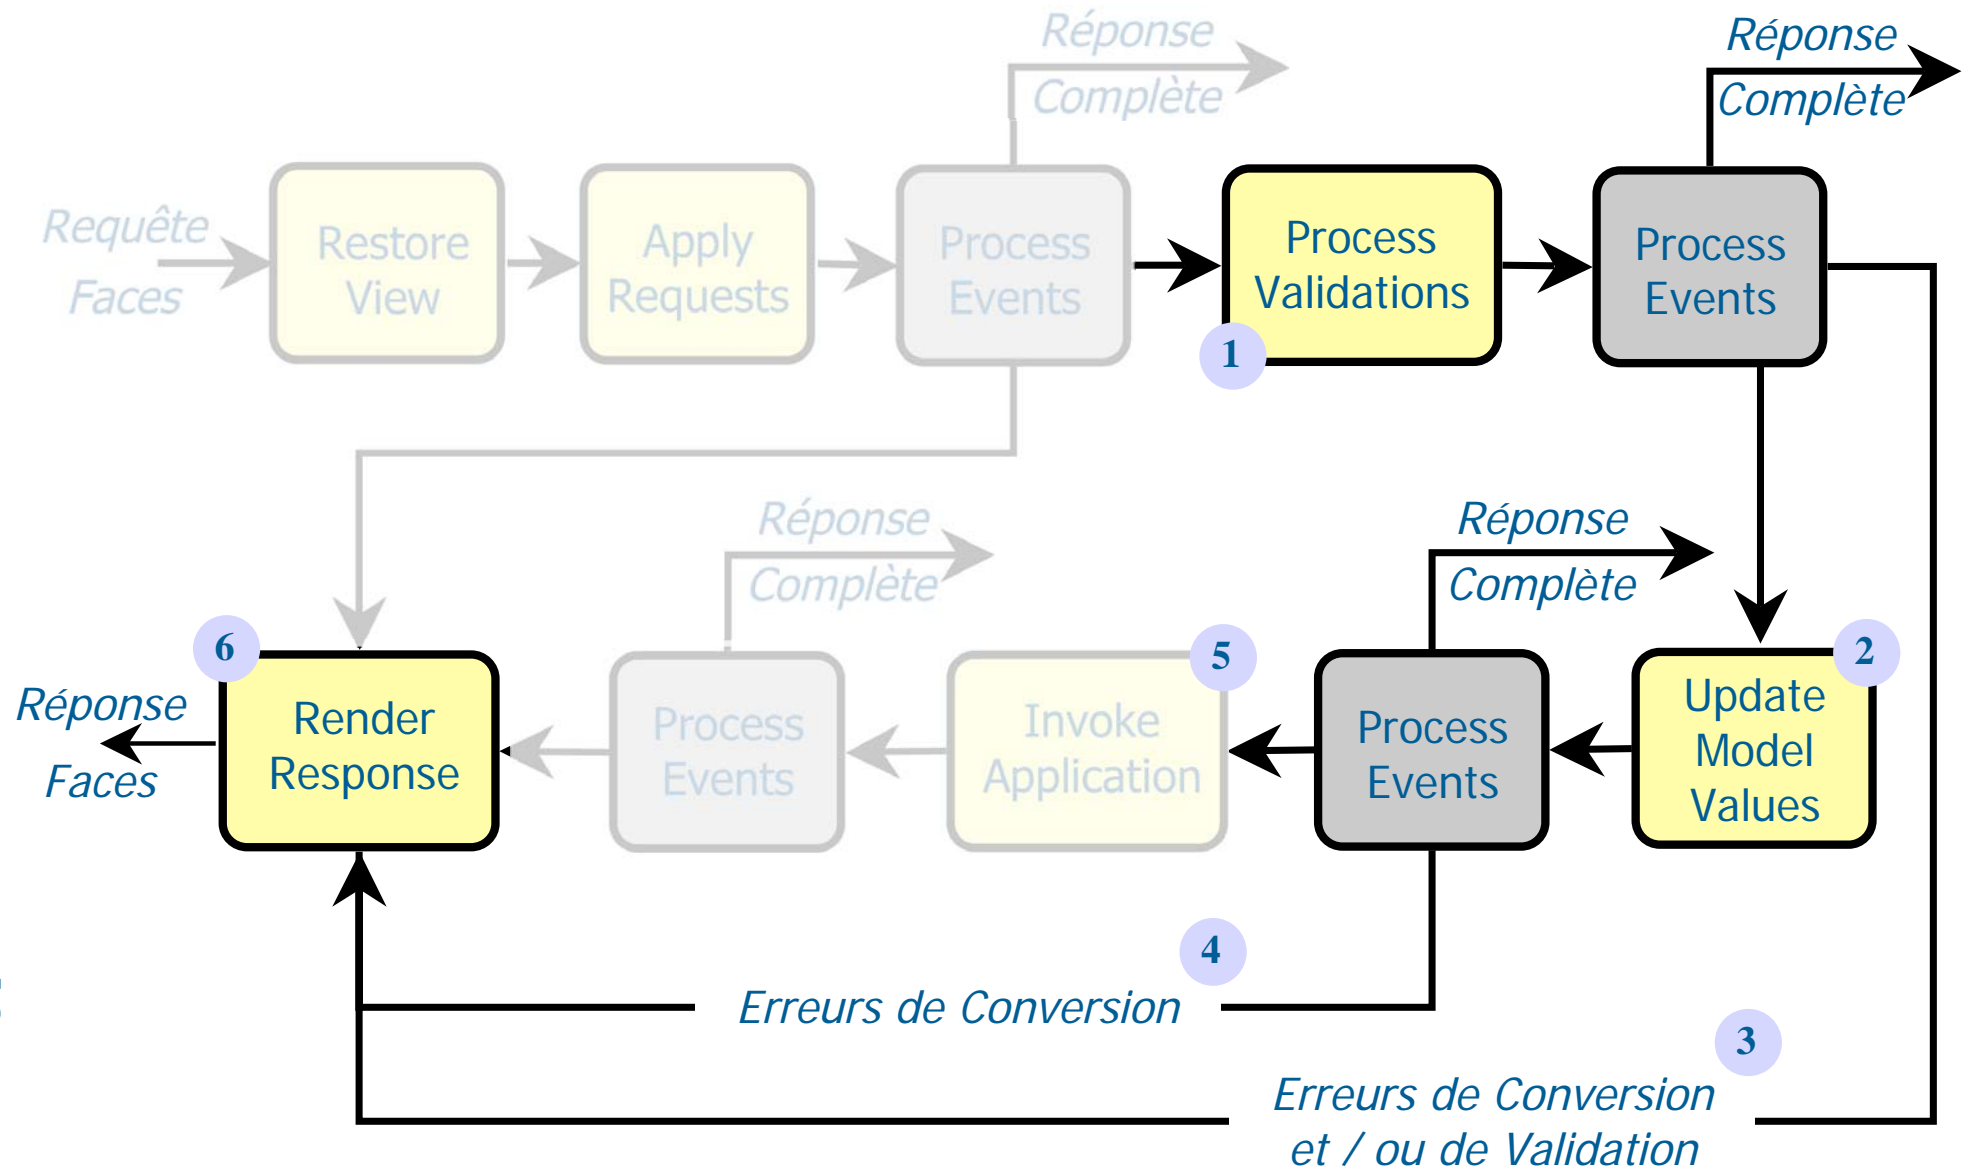 Réponse
Complète
Réponse
Complète
Requête
Faces
Restore
View
Apply
Requests
Process
Events
Process
Validations
1
Process
Events
Réponse
Complète
Réponse
Complète
6
Réponse
Faces
Render
Response
Process
Events
5
Invoke
Application
Process
Events
2
Update
Model
Values
4
Erreurs de Conversion
3
Erreurs de Conversion
et / ou de Validation